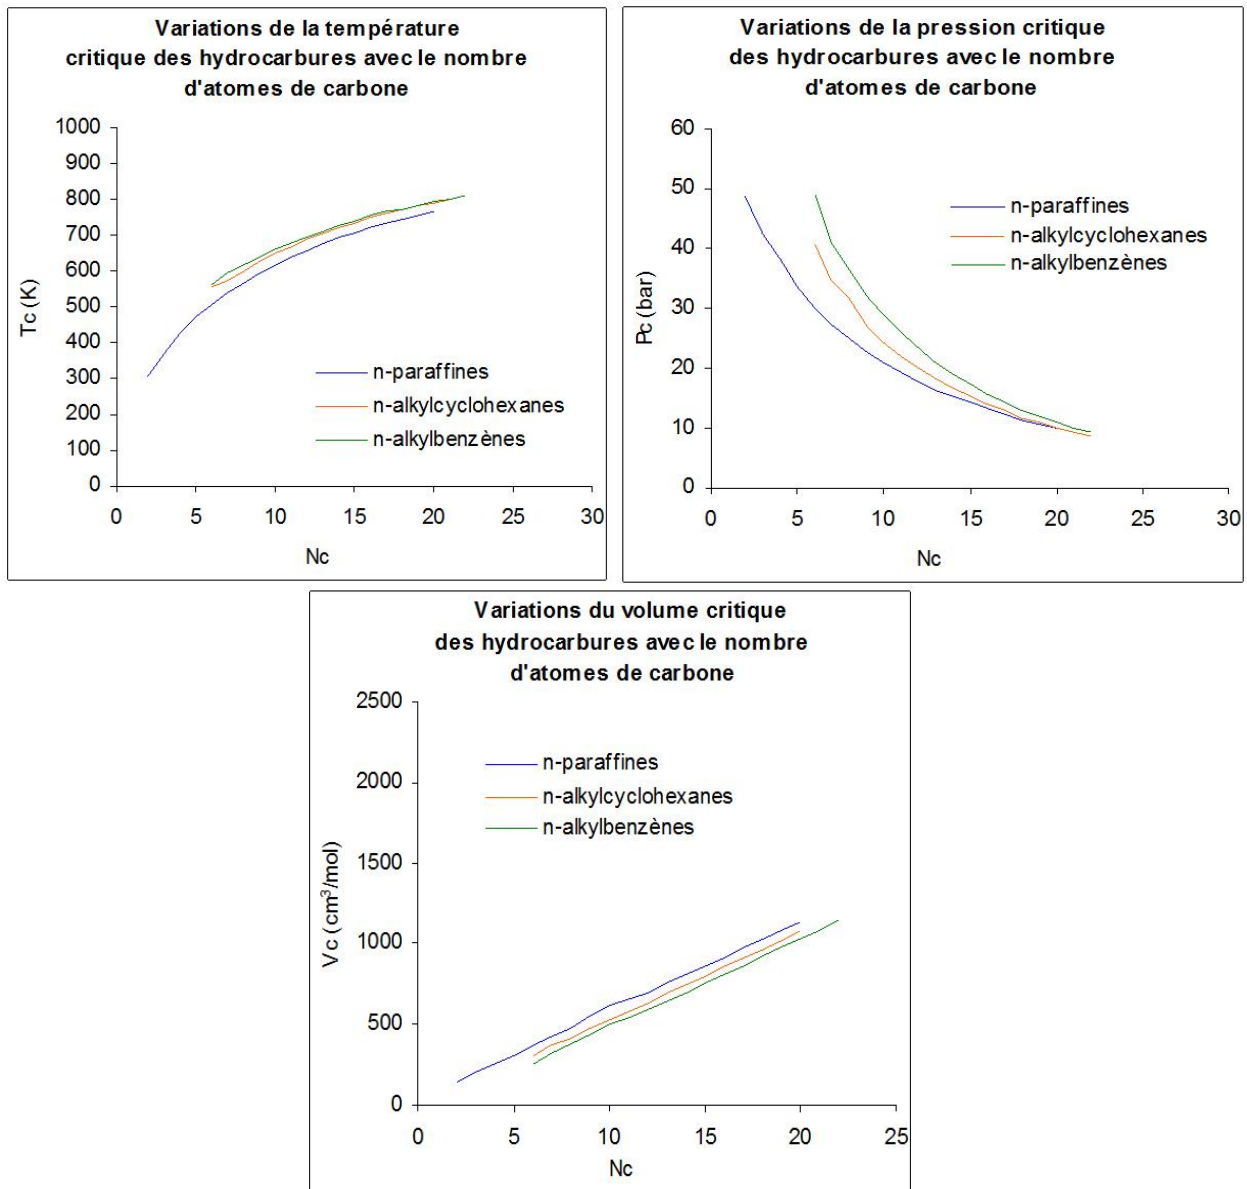 Variations de la température
critique des hydrocarbures avec le nombre
d'atomes de carbone
1000
900
800
700
600
500
400
300
200
100
0
Tc (K)
n-paraffines
n-alkylcyclohexanes
n-alkylbenzènes
0 5 10 15 20 25 30
Nc
Variations de la pression critique
des hydrocarbures avec le nombre
d'atomes de carbone
60
50
40
30
20
10
0
Pc (bar)
n-paraffines
n-alkylcyclohexanes
n-alkylbenzènes
0 5 10 15 20 25 30
Nc
Variations du volume critique
des hydrocarbures avec le nombre
d'atomes de carbone
2500
2000
1500
1000
500
0
Vc (cm³/mol)
n-paraffines
n-alkylcyclohexanes
n-alkylbenzènes
0 5 10 15 20 25
Nc